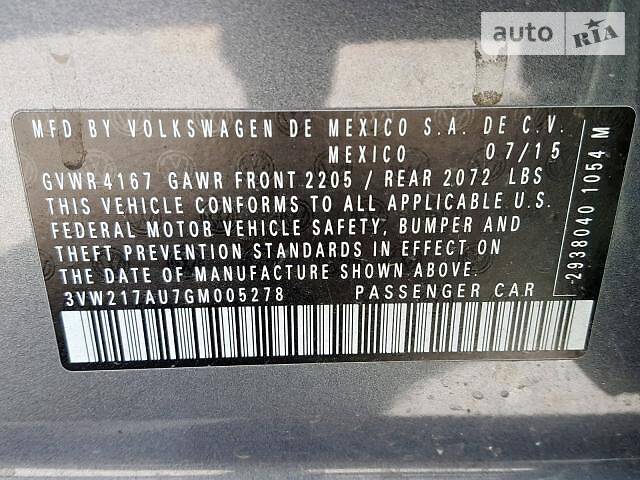 auto RIA
MFD BY VOLKSWAGEN DE MEXICO S.A. DE C.V.
MEXICO 07/15
GVWR 4167 GAWR FRONT 2205 / REAR 2072 LBS
THIS VEHICLE CONFORMS TO ALL APPLICABLE U.S.
FEDERAL MOTOR VEHICLE SAFETY, BUMPER AND
THEFT PREVENTION STANDARDS IN EFFECT ON
THE DATE OF MANUFACTURE SHOWN ABOVE.
3VW217AU7GM005278 PASSENGER CAR
-2938040 1054 M